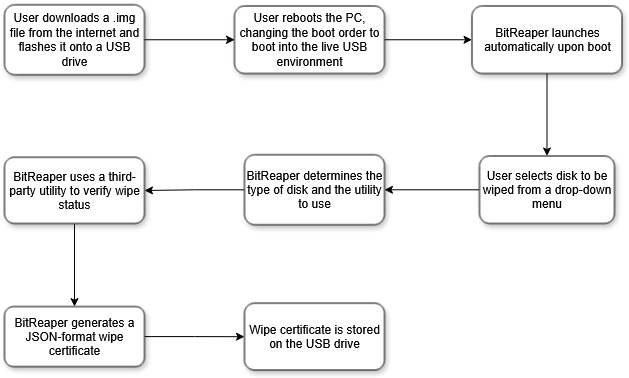 User downloads a .img
file from the internet and
flashes it onto a USB
drive
User reboots the PC,
changing the boot order to
boot into the live USB
environment
BitReaper launches
automatically upon boot
User selects disk to be
wiped from a drop-down
menu
BitReaper determines the
type of disk and the utility
to use
BitReaper uses a third-
party utility to verify wipe
status
BitReaper generates a
JSON-format wipe
certificate
Wipe certificate is stored
on the USB drive